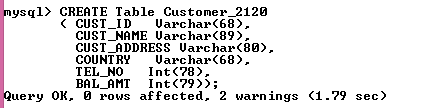 mysql> CREATE Table Customer_2120
( CUST_ID Varchar(68),
CUST_NAME Varchar(89),
CUST_ADDRESS Varchar(80),
COUNTRY Varchar(68),
TEL_NO Int(78),
BAL_AMT Int(79));
Query OK, 0 rows affected, 2 warnings (1.79 sec)